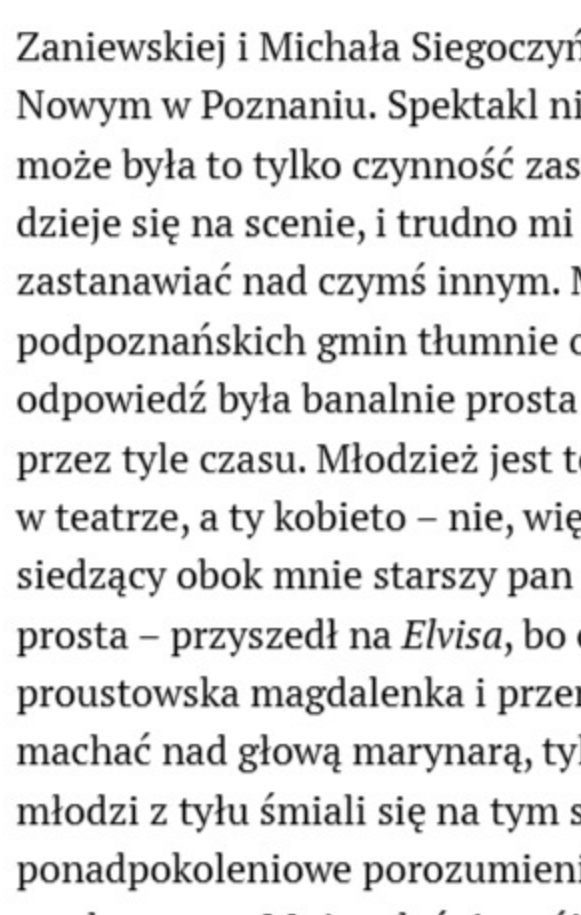 Zaniewskiej i Michała Siegoczyń
Nowym w Poznaniu. Spektakl ni
może była to tylko czynność zas
dzieje się na scenie, i trudno mi
zastanawiać nad czymś innym. M
podpoznańskich gmin tłumnie o
odpowiedź była banalnie prosta
przez tyle czasu. Młodzież jest te
w teatrze, a ty kobieto – nie, wię
siedzący obok mnie starszy pan
prosta – przyszedł na Elvisa, bo
proustowska magdalenka i przen
machać nad głową marynarą, tyl
młodzi z tyłu śmiali się na tym s
ponadpokoleniowe porozumieni